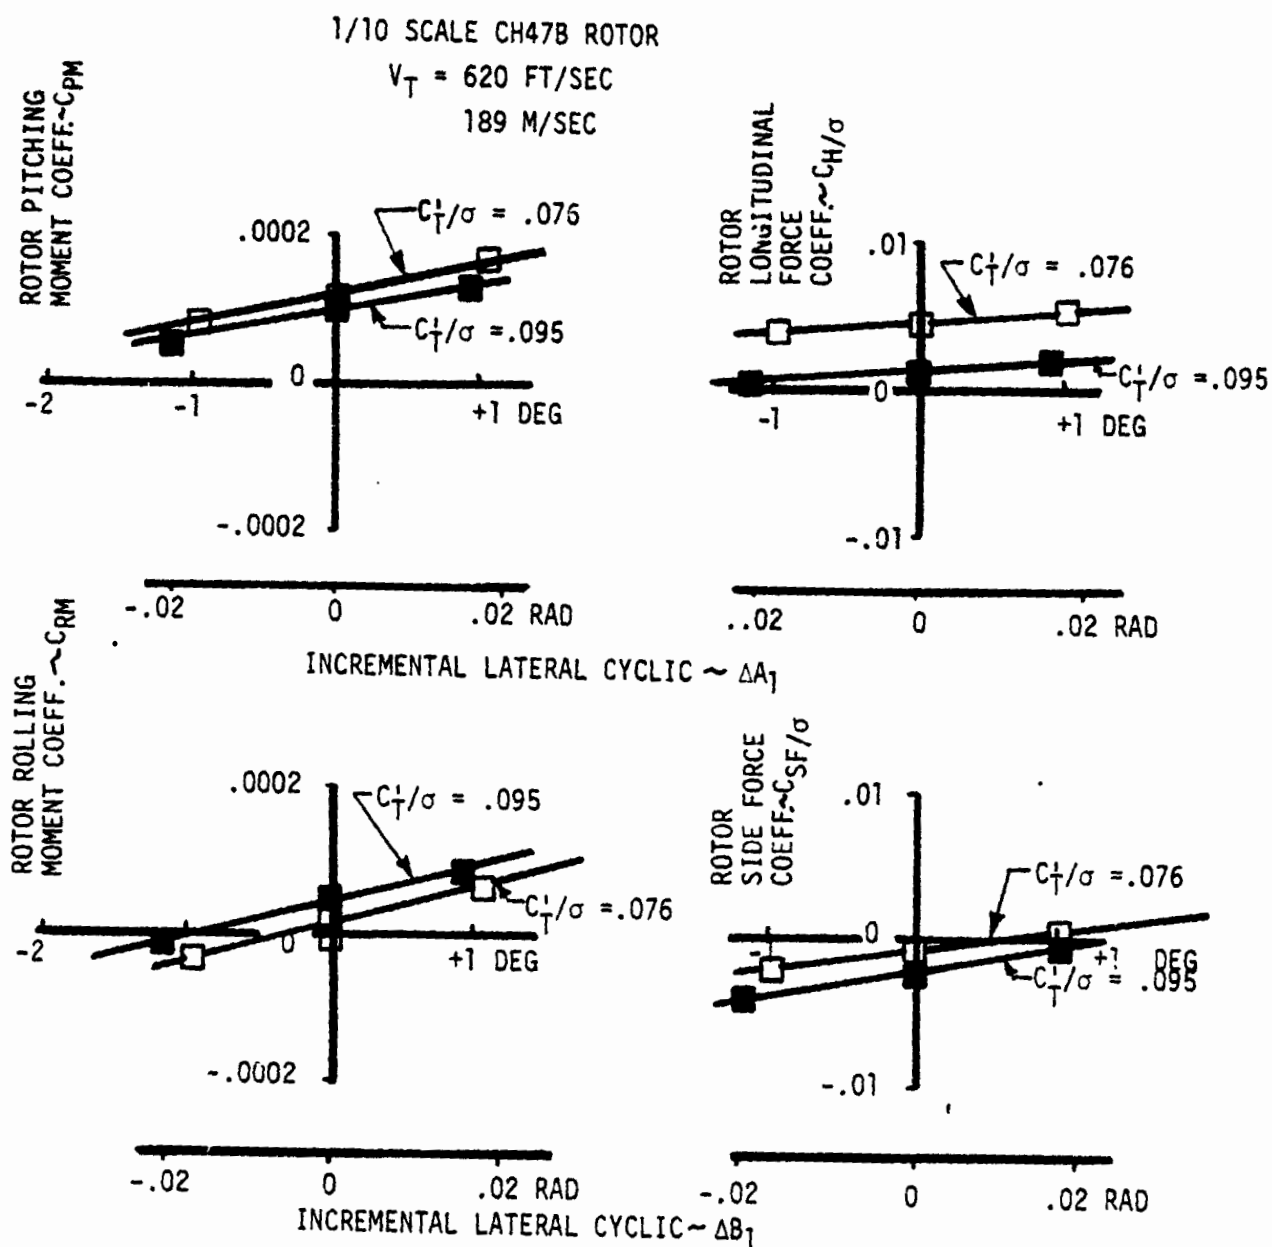 1/10 SCALE CH47B ROTOR
V_T = 620 FT/SEC
189 M/SEC
ROTOR PITCHING
MOMENT COEFF.~C_PM
.0002
C'_T/σ = .076
C'_T/σ =.095
0
-2
-1
+1 DEG
-.0002
-.02
0
.02 RAD
ROTOR
LONGITUDINAL
FORCE
COEFF.~C_H/σ
.01
C'_T/σ = .076
C'_T/σ =.095
0
-1
+1 DEG
-.01
..02
0
.02 RAD
INCREMENTAL LATERAL CYCLIC ~ ΔA_1
ROTOR ROLLING
MOMENT COEFF.~C_RM
.0002
C'_T/σ = .095
C'_T/σ =.076
0
-2
+1 DEG
-.0002
-.02
0
.02 RAD
ROTOR
SIDE FORCE
COEFF.~C_SF/σ
.01
C'_T/σ =.076
0
+1 DEG
C'_T/σ = .095
-.01
-.02
0
.02 RAD
INCREMENTAL LATERAL CYCLIC~ ΔB_1